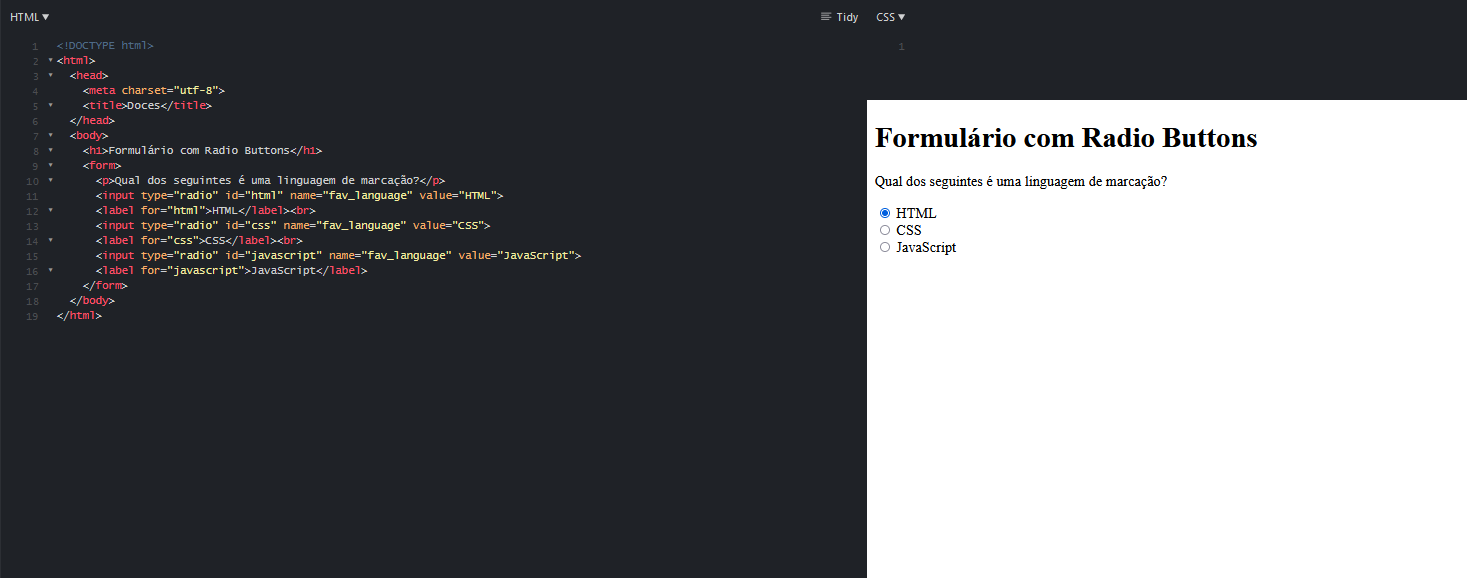 HTML
Tidy
CSS
1 <!DOCTYPE html>
2 <html>
3 <head>
4 <meta charset="utf-8">
5 <title>Doces</title>
6 </head>
7 <body>
8 <h1>Formulário com Radio Buttons</h1>
9 <form>
10 <p>Qual dos seguintes é uma linguagem de marcação?</p>
11 <input type="radio" id="html" name="fav_language" value="HTML">
12 <label for="html">HTML</label><br>
13 <input type="radio" id="css" name="fav_language" value="CSS">
14 <label for="css">CSS</label><br>
15 <input type="radio" id="javascript" name="fav_language" value="JavaScript">
16 <label for="javascript">JavaScript</label>
17 </form>
18 </body>
19 </html>
1
Formulário com Radio Buttons
Qual dos seguintes é uma linguagem de marcação?
HTML
CSS
JavaScript